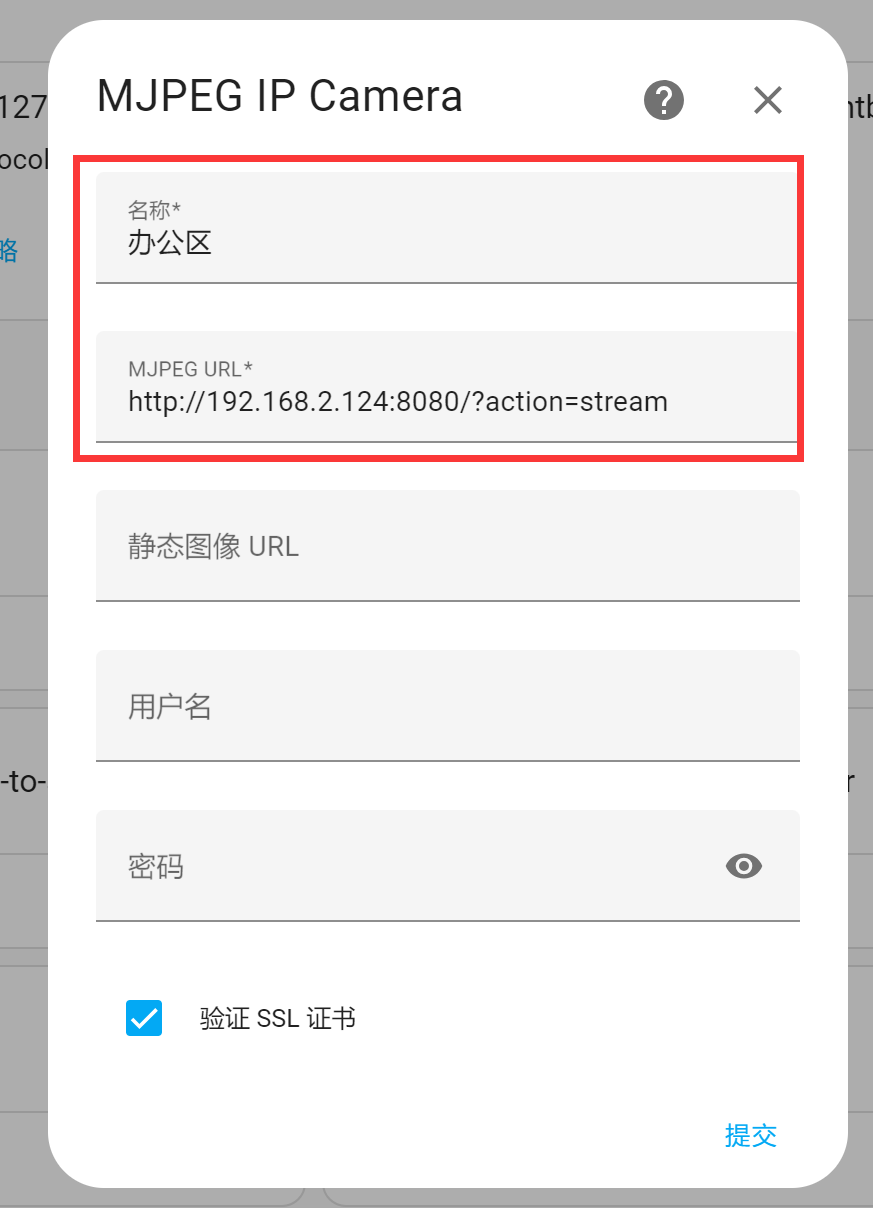 MJPEG IP Camera
127
ocol
略
名称*
办公区
MJPEG URL*
http://192.168.2.124:8080/?action=stream
静态图像 URL
用户名
-to-
r
密码
验证 SSL 证书
提交